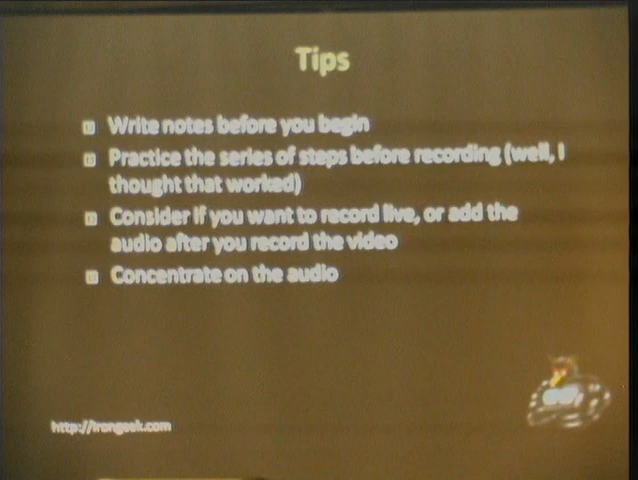 Tips
Write notes before you begin
Practice the series of steps before recording (well, I
thought that worked)
Consider if you want to record live, or add the
audio after you record the video
Concentrate on the audio
http://irongeek.com